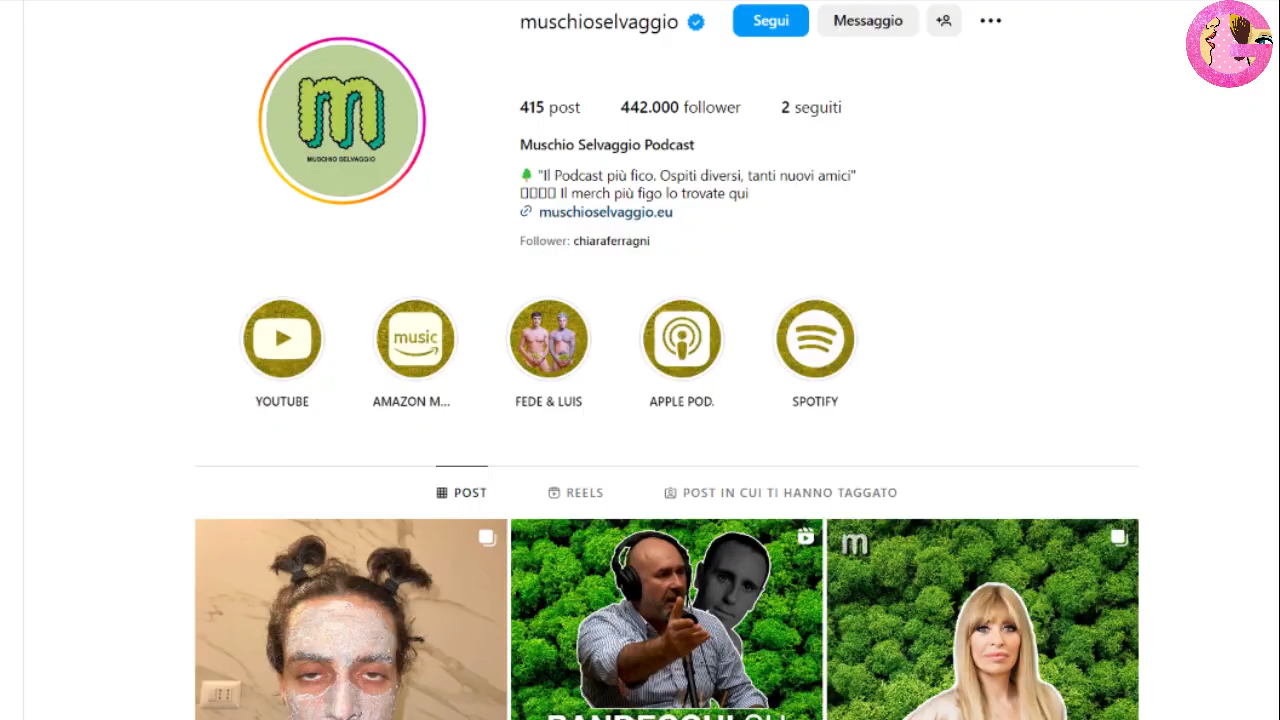 muschioselvaggio
Segui
Messaggio
415 post
442.000 follower
2 seguiti
Muschio Selvaggio Podcast
"Il Podcast più fico. Ospiti diversi, tanti nuovi amici"
Il merch più figo lo trovate qui
muschioselvaggio.eu
Follower: chiaraferragni
m
MUSCHIO SELVAGGIO
music
YOUTUBE
AMAZON M...
FEDE & LUIS
APPLE POD.
SPOTIFY
POST
REELS
POST IN CUI TI HANNO TAGGATO
m